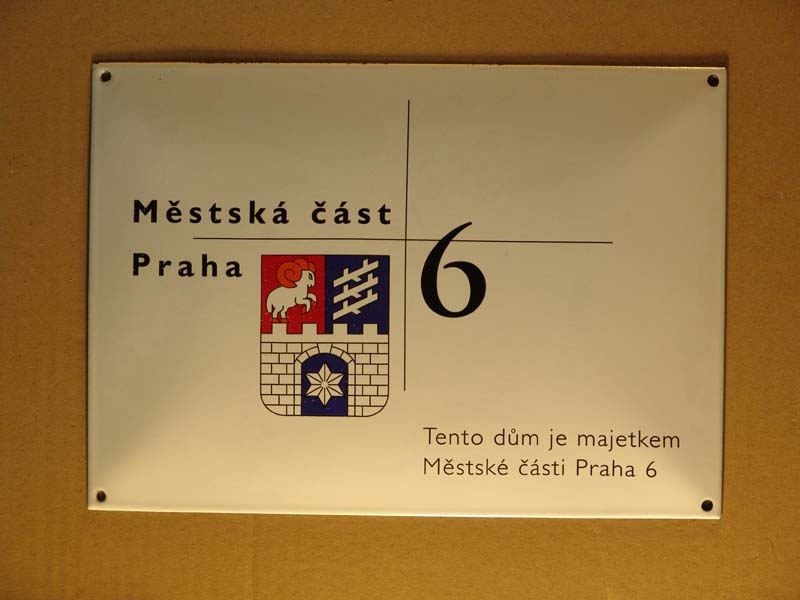 Městská část
Praha
6
Tento dům je majetkem
Městské části Praha 6